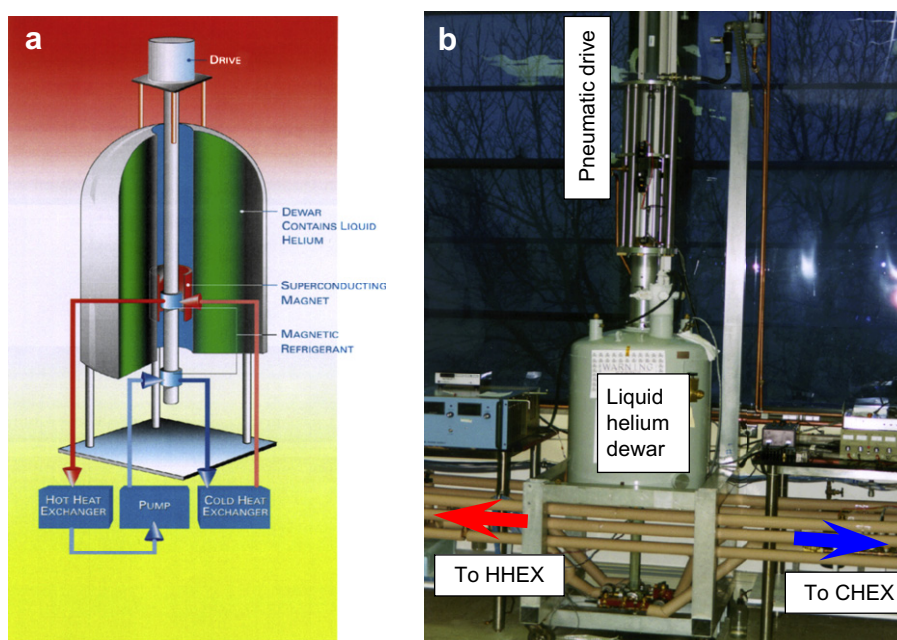 a
DRIVE
DEWAR
CONTAINS LIQUID
HELIUM
SUPERCONDUCTING
MAGNET
MAGNETIC
REFRIGERANT
HOT HEAT
EXCHANGER
PUMP
COLD HEAT
EXCHANGER
b
Pneumatic drive
WARNING
Liquid
helium
dewar
To HHEX
To CHEX